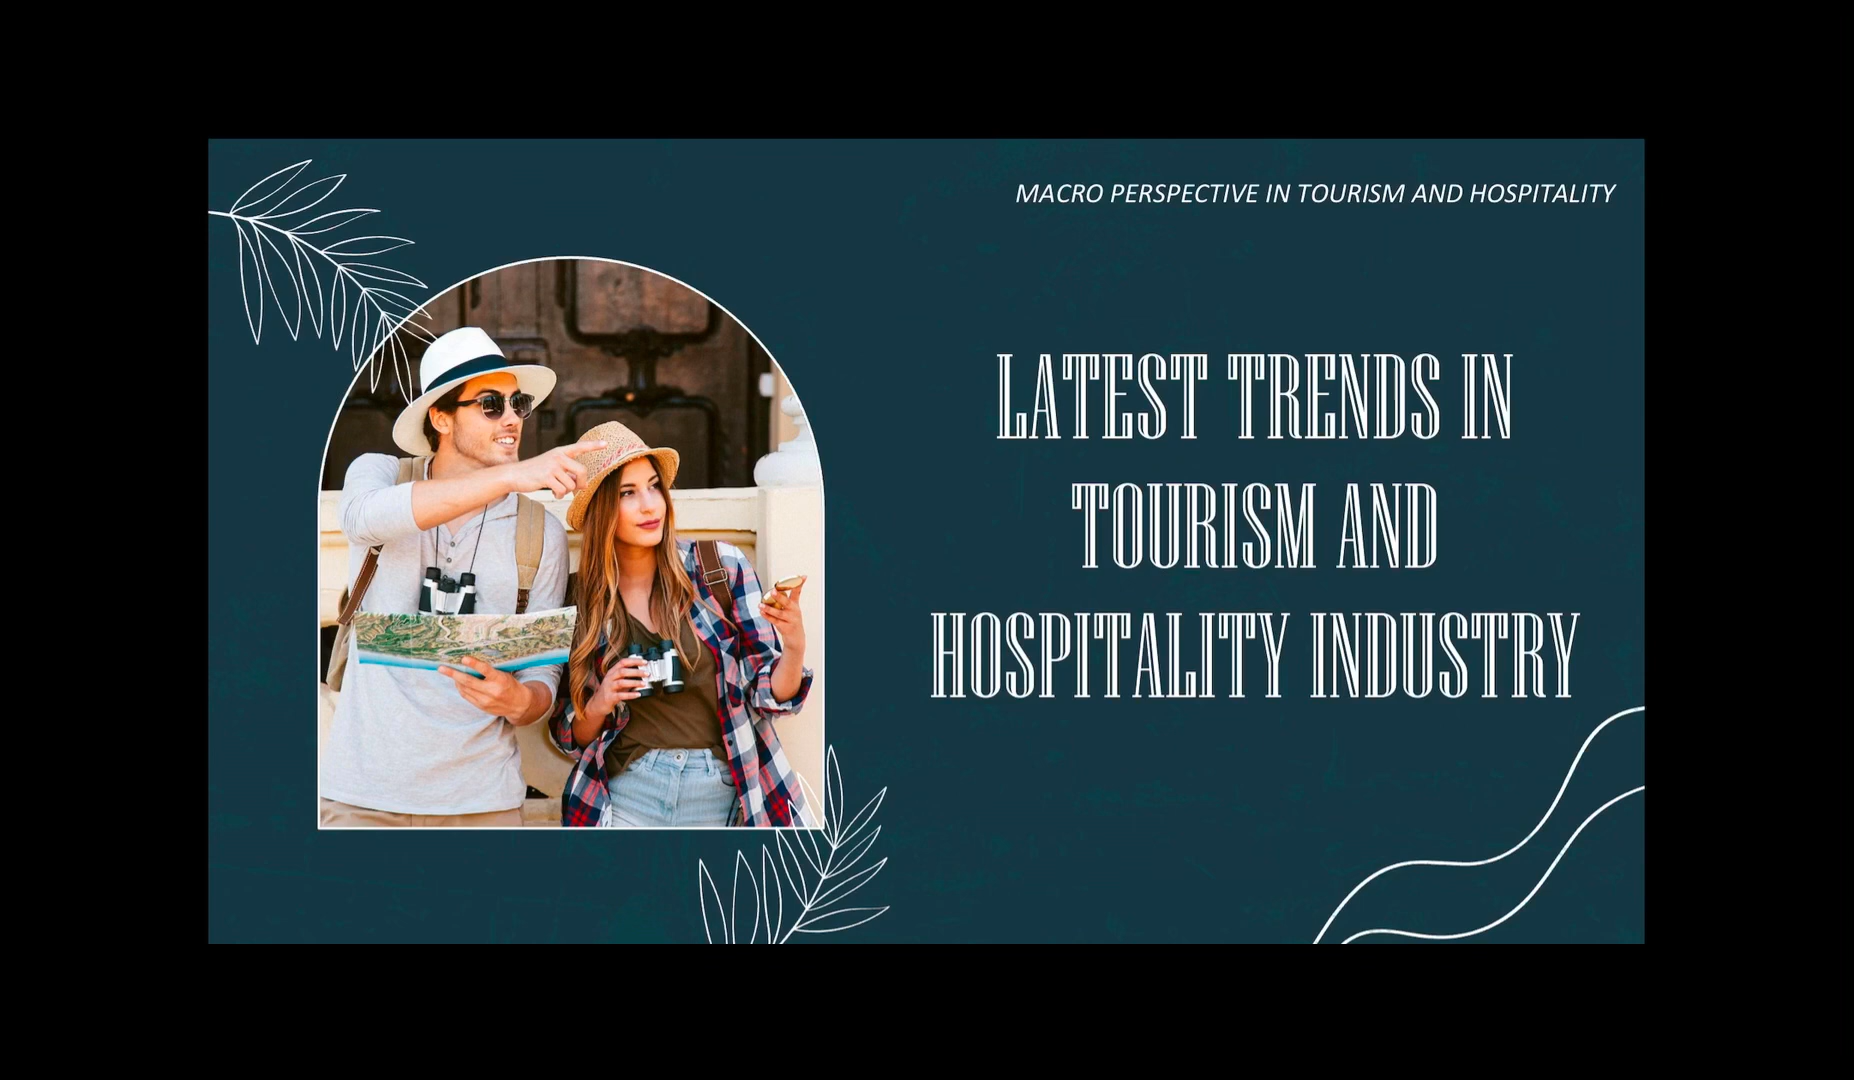 MACRO PERSPECTIVE IN TOURISM AND HOSPITALITY
LATEST TRENDS IN
TOURISM AND
HOSPITALITY INDUSTRY